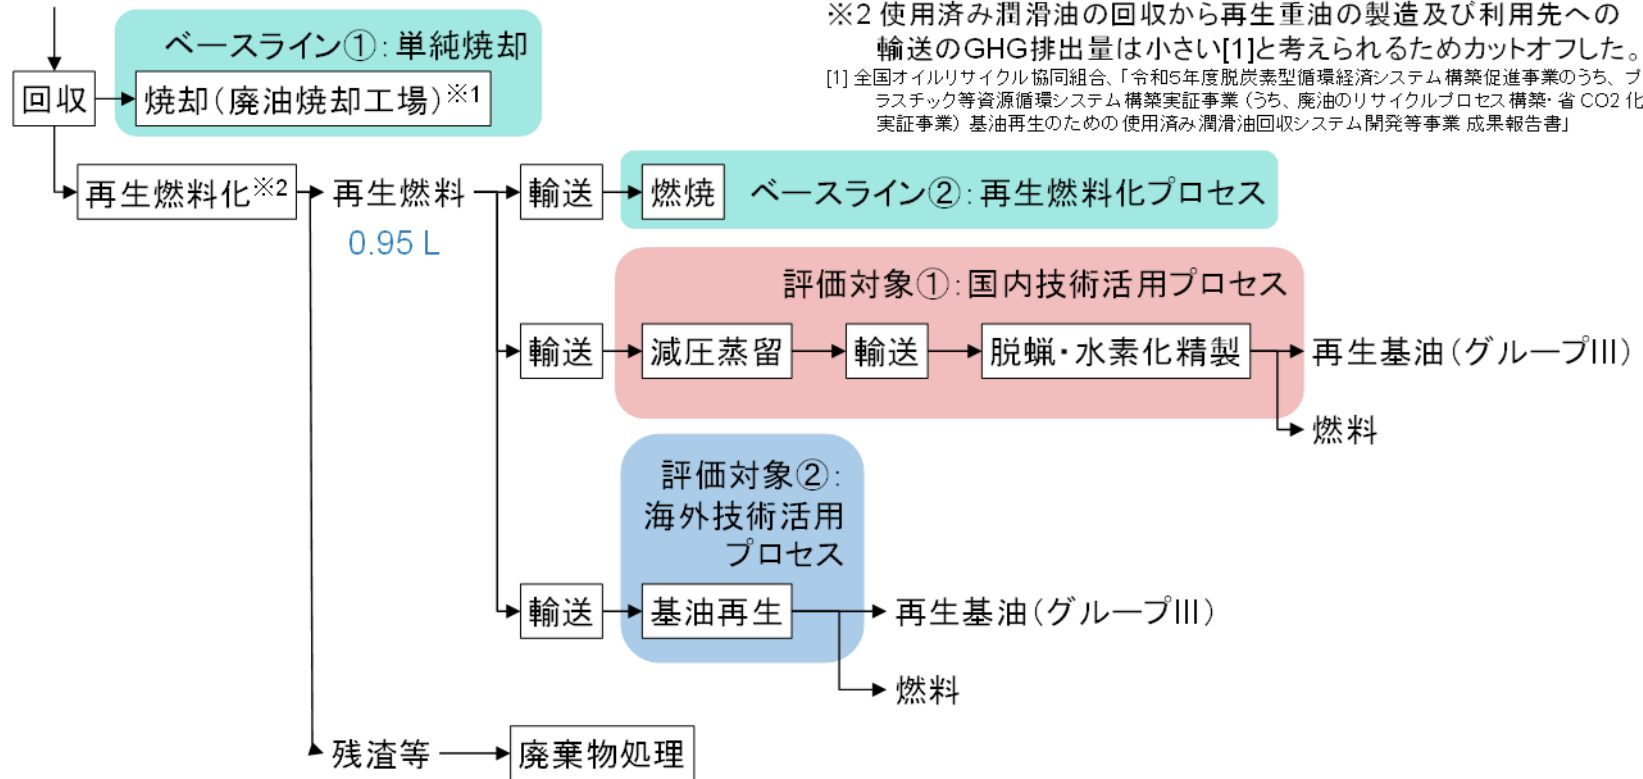 ※2 使用済み潤滑油の回収から再生重油の製造及び利用先への
輸送のGHG排出量は小さい[1]と考えられるためカットオフした。
[1] 全国オイルリサイクル協同組合、「令和5年度脱炭素型循環経済システム構築促進事業のうち、プ
ラスチック等資源循環システム構築実証事業（うち、廃油のリサイクルプロセス構築・省CO2化
実証事業）基油再生のための使用済み潤滑油回収システム開発等事業 成果報告書」
ベースライン①：単純焼却
回収
焼却（廃油焼却工場）※1
再生燃料化※2
再生燃料
0.95 L
輸送
燃焼
ベースライン②：再生燃料化プロセス
評価対象①：国内技術活用プロセス
輸送
減圧蒸留
輸送
脱蝋・水素化精製
再生基油（グループIII）
燃料
評価対象②：
海外技術活用
プロセス
輸送
基油再生
再生基油（グループIII）
燃料
残渣等
廃棄物処理